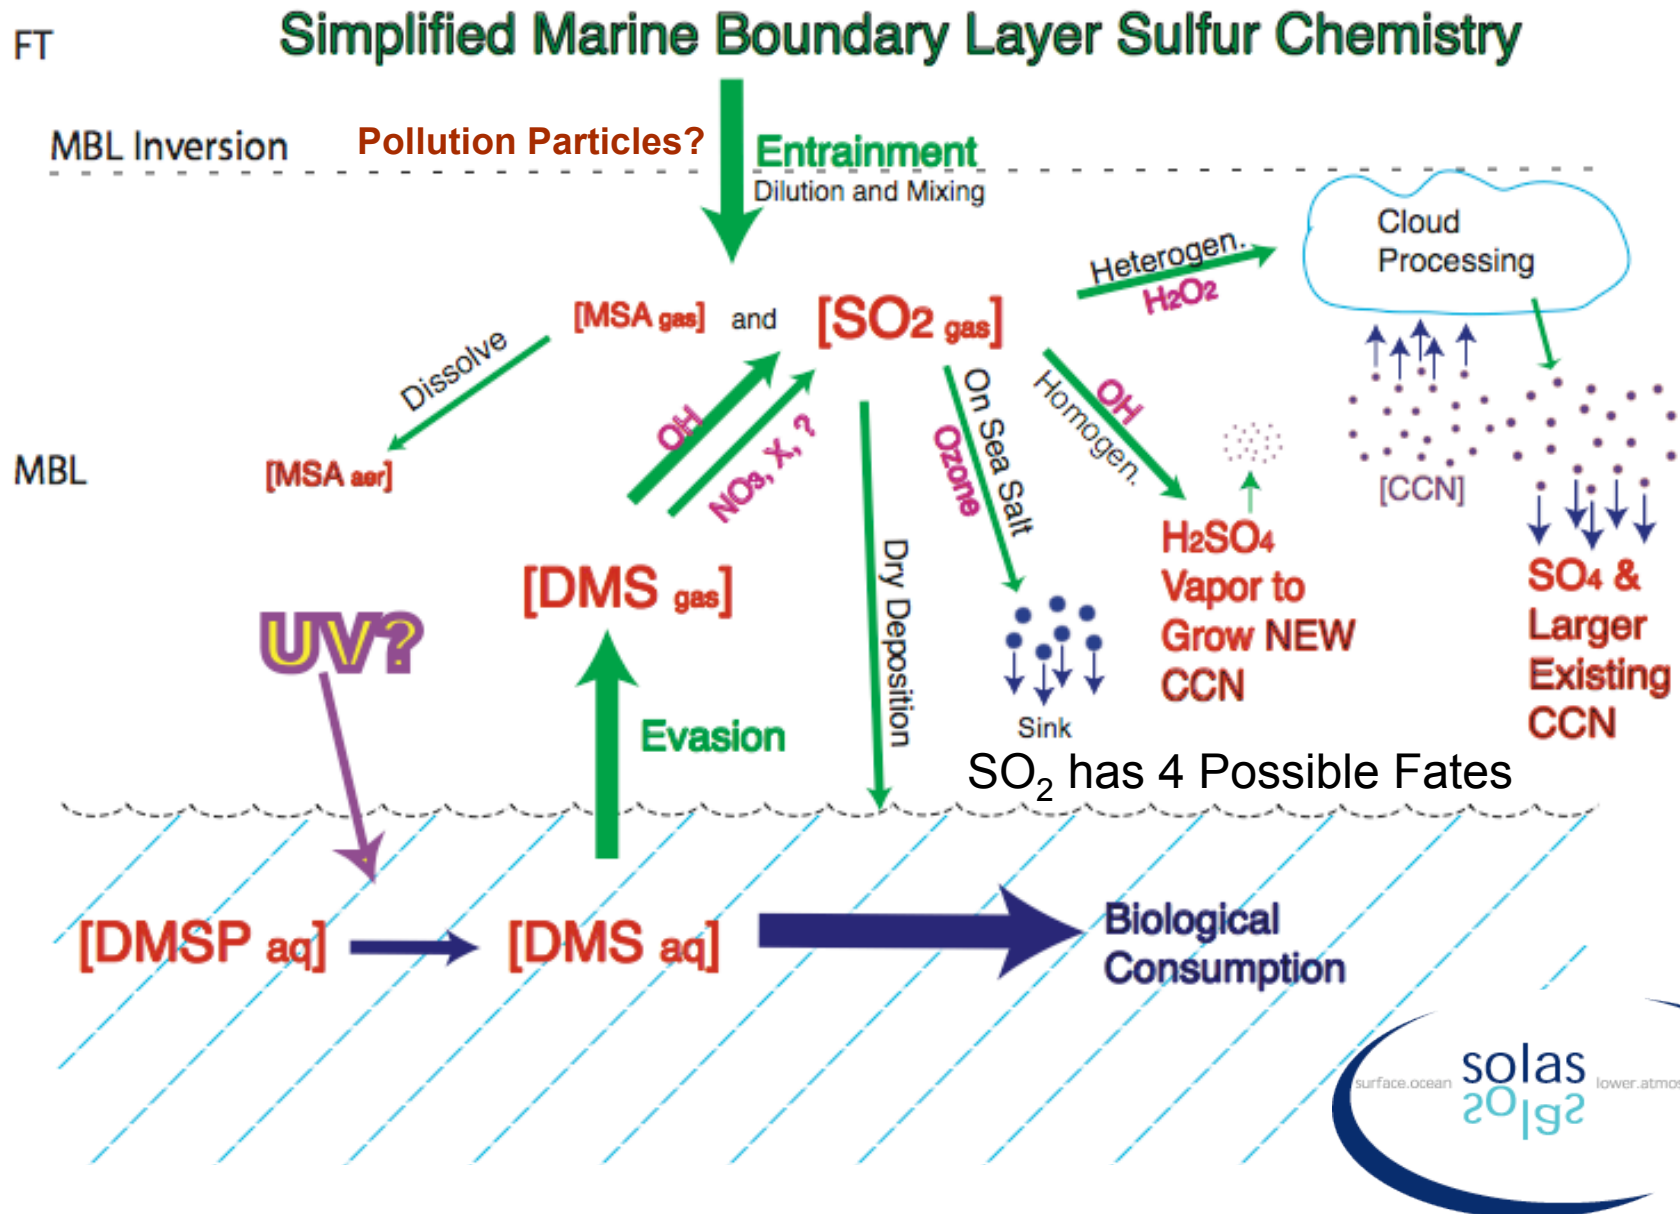 FT
Simplified Marine Boundary Layer Sulfur Chemistry
MBL Inversion
Pollution Particles?
Entrainment
Dilution and Mixing
Cloud
Processing
Heterogen.
H2O2
[MSA gas]
and
[SO2 gas]
Dissolve
OH
NO3, X, ?
On Sea Salt
Ozone
OH
Homogen.
MBL
[MSA aer]
[CCN]
Dry Deposition
[DMS gas]
H2SO4
Vapor to
Grow NEW
CCN
SO4 &
Larger
Existing
CCN
UV?
Evasion
Sink
SO2 has 4 Possible Fates
[DMSP aq]
[DMS aq]
Biological
Consumption
surface.ocean
solas
solas
lower.atmos